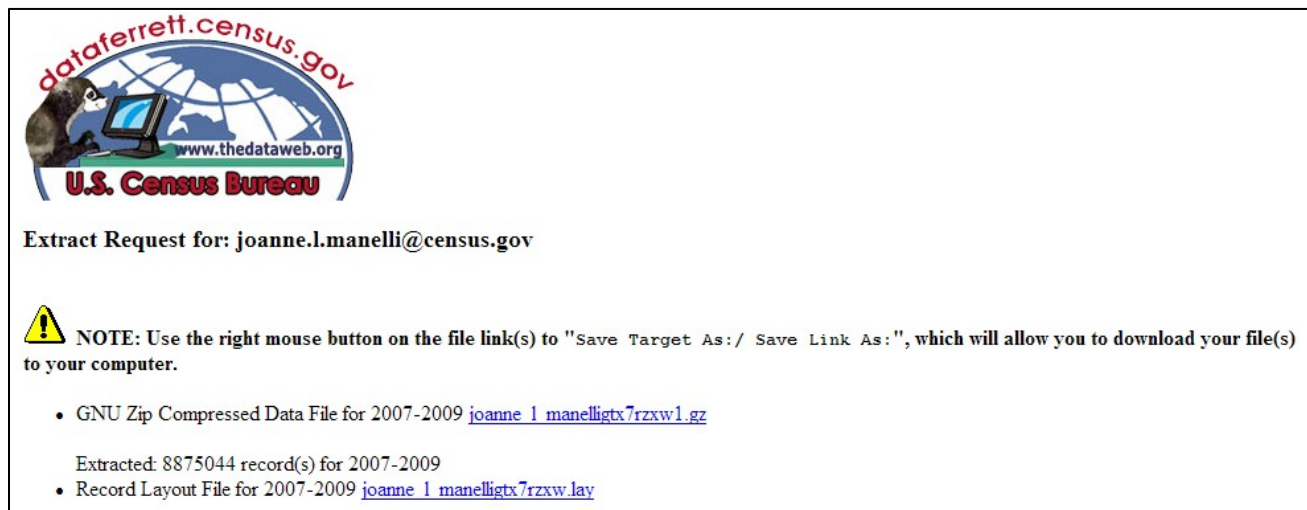 dataferrett.census.gov
www.thedataweb.org
U.S. Census Bureau
Extract Request for: joanne.l.manelli@census.gov
NOTE: Use the right mouse button on the file link(s) to "Save Target As:/ Save Link As:", which will allow you to download your file(s)
to your computer.
• GNU Zip Compressed Data File for 2007-2009 joanne_l_manelligtx7rzxw1.gz
Extracted: 8875044 record(s) for 2007-2009
• Record Layout File for 2007-2009 joanne_l_manelligtx7rzxw.lay